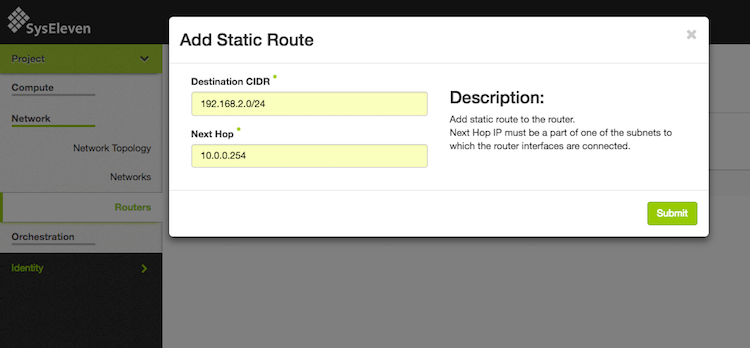 SysEleven
Project
Compute
Network
Network Topology
Networks
Routers
Orchestration
Identity
Add Static Route
×
Destination CIDR *
192.168.2.0/24
Next Hop *
10.0.0.254
Description:
Add static route to the router.
Next Hop IP must be a part of one of the subnets to
which the router interfaces are connected.
Submit